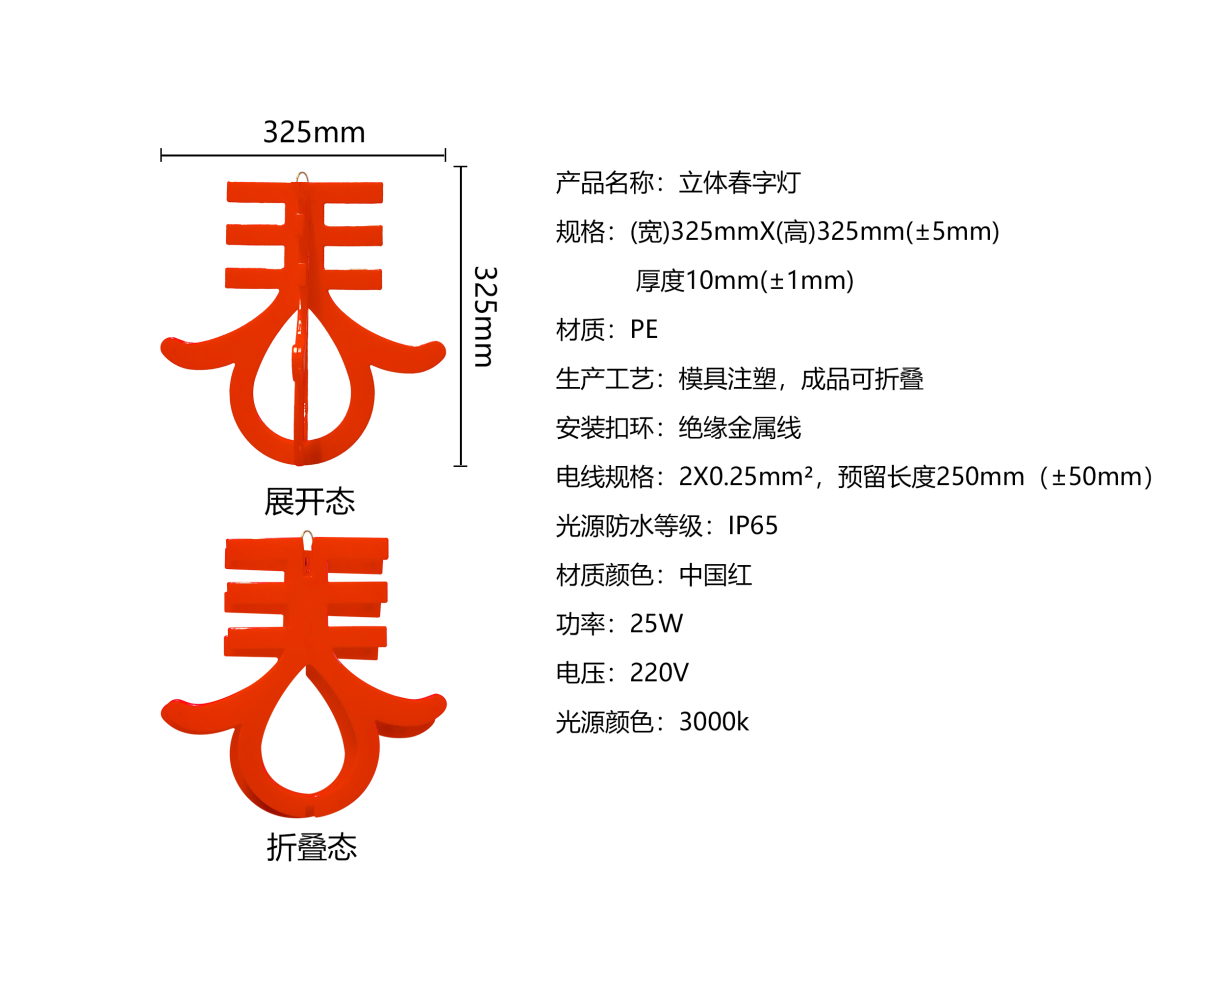 325mm
325mm
展开态
折叠态
产品名称：立体春字灯
规格：(宽)325mmX(高)325mm(±5mm)
厚度10mm(±1mm)
材质：PE
生产工艺：模具注塑，成品可折叠
安装扣环：绝缘金属线
电线规格：2X0.25mm²，预留长度250mm（±50mm）
光源防水等级：IP65
材质颜色：中国红
功率：25W
电压：220V
光源颜色：3000k